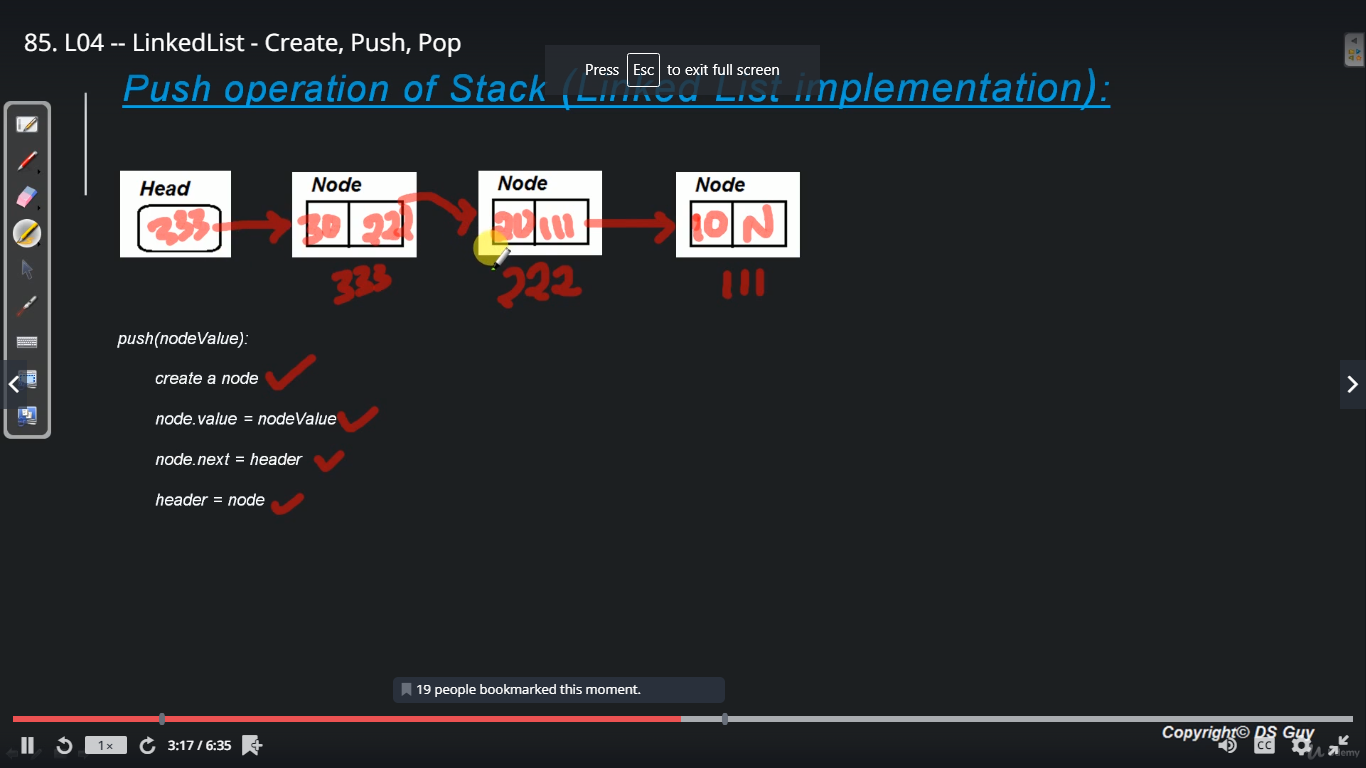 85. L04 -- LinkedList - Create, Push, Pop
Press Esc to exit full screen
Push operation of Stack (Linked List implementation):
Head Node Node Node
333 30 222 20 111 10 N
333 222 111
push(nodeValue):
create a node
node.value = nodeValue
node.next = header
header = node
19 people bookmarked this moment.
Copyright© DS Guy
1× 3:17 / 6:35 CC